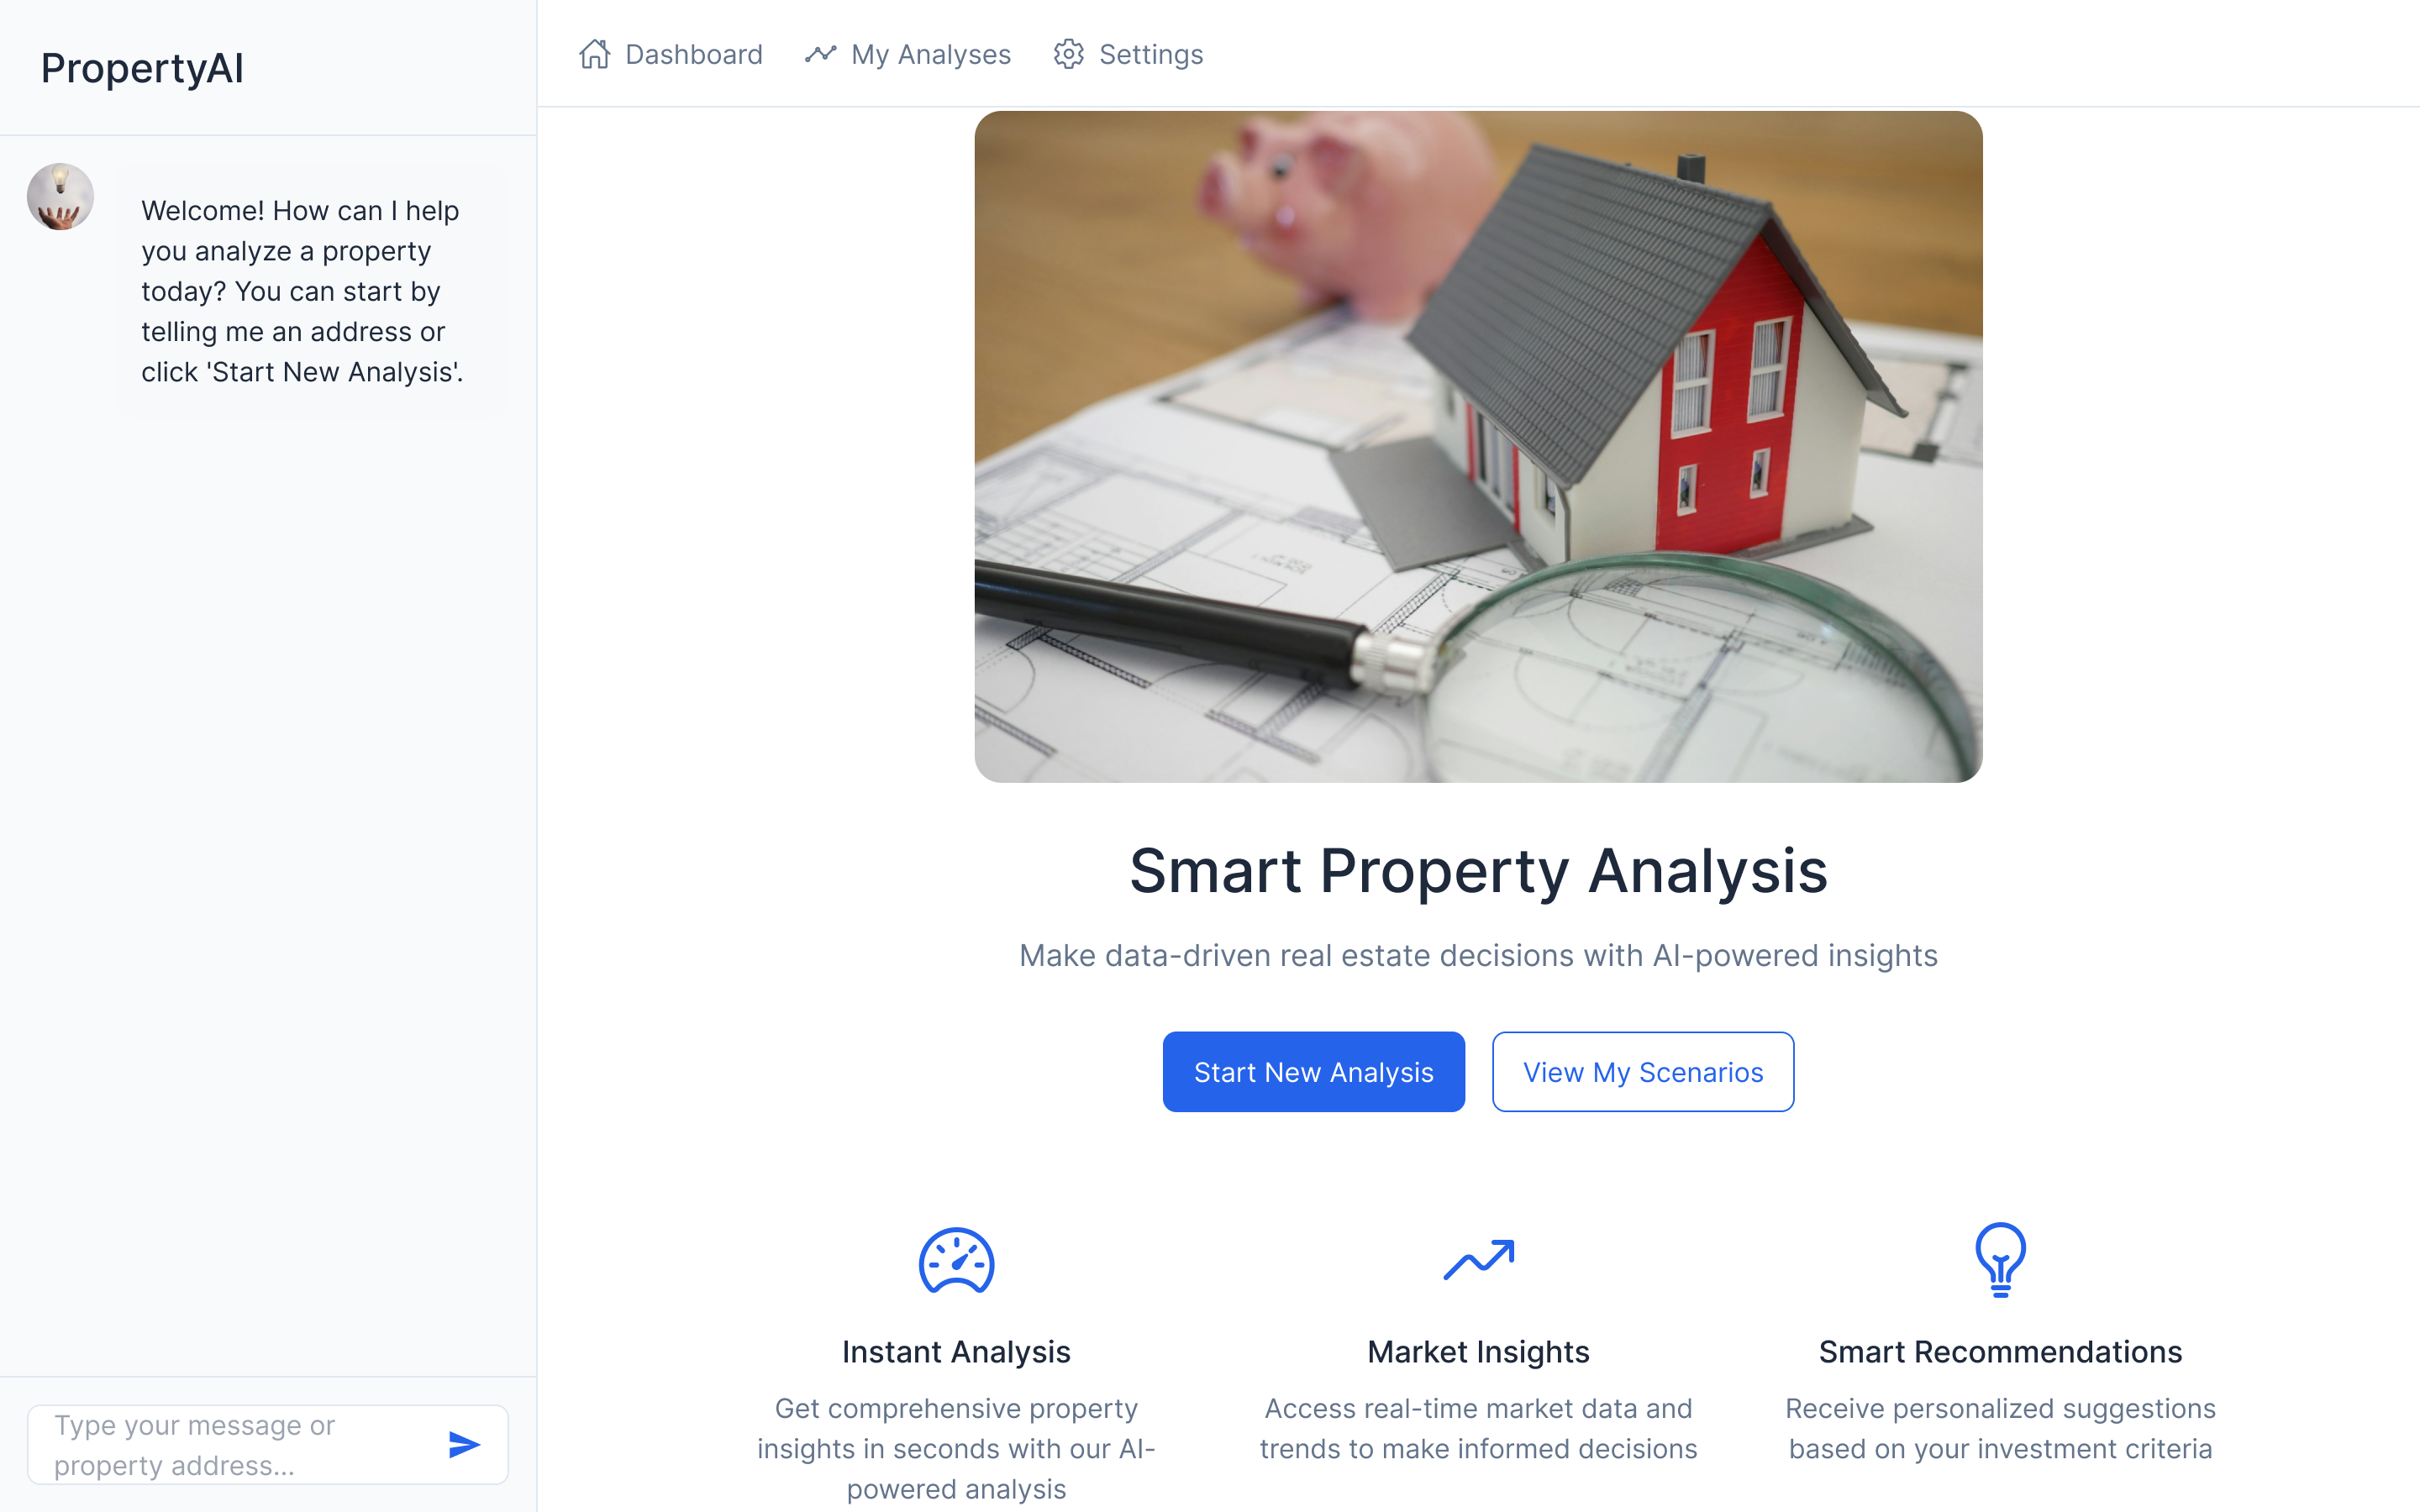 PropertyAI
Welcome! How can I help
you analyze a property
today? You can start by
telling me an address or
click 'Start New Analysis'.
Type your message or
property address...
Dashboard
My Analyses
Settings
Smart Property Analysis
Make data-driven real estate decisions with AI-powered insights
Start New Analysis
View My Scenarios
Instant Analysis
Get comprehensive property
insights in seconds with our AI-
powered analysis
Market Insights
Access real-time market data and
trends to make informed decisions
Smart Recommendations
Receive personalized suggestions
based on your investment criteria